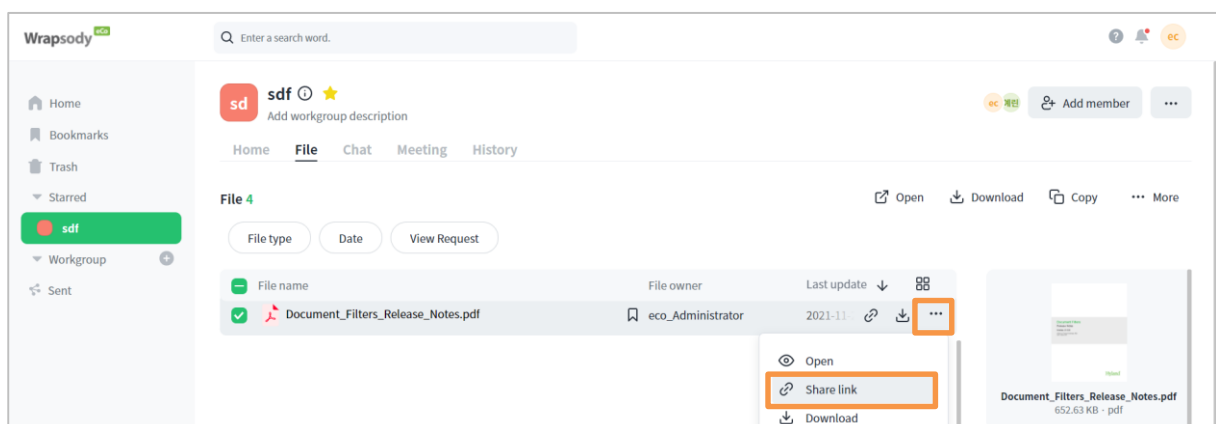 Wrapsody eCo
Enter a search word.
ec
Home
Bookmarks
Trash
Starred
sdf
Workgroup
Sent
sd
sdf
Add workgroup description
ec 계린
Add member
Home File Chat Meeting History
File 4
Open Download Copy ··· More
File type Date View Request
File name File owner Last update
Document_Filters_Release_Notes.pdf eco_Administrator 2021-11
Open
Share link
Download
Document_Filters_Release_Notes.pdf
652.63 KB - pdf